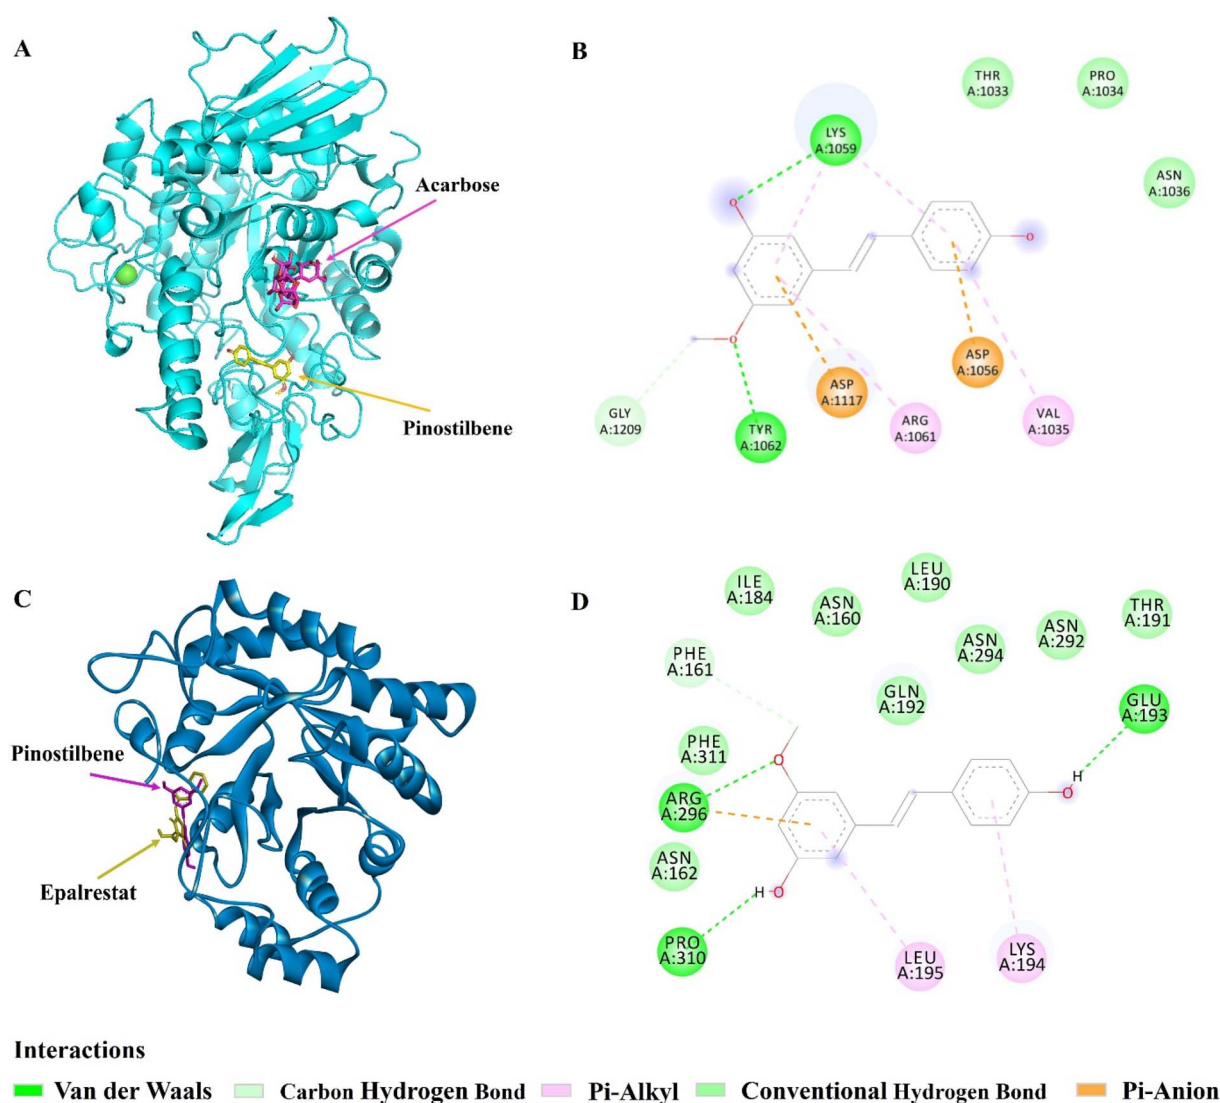 A
Acarbose
Pinostilbene
B
THR
A:1033
PRO
A:1034
LYS
A:1059
ASN
A:1036
O
O
O
ASP
A:1056
ASP
A:1117
GLY
A:1209
TYR
A:1062
ARG
A:1061
VAL
A:1035
C
Pinostilbene
Epalrestat
D
ILE
A:184
ASN
A:160
LEU
A:190
THR
A:191
ASN
A:294
ASN
A:292
PHE
A:161
GLN
A:192
GLU
A:193
PHE
A:311
O
H
O
ARG
A:296
ASN
A:162
H
O
PRO
A:310
LEU
A:195
LYS
A:194
Interactions
Van der Waals Carbon Hydrogen Bond Pi-Alkyl Conventional Hydrogen Bond Pi-Anion